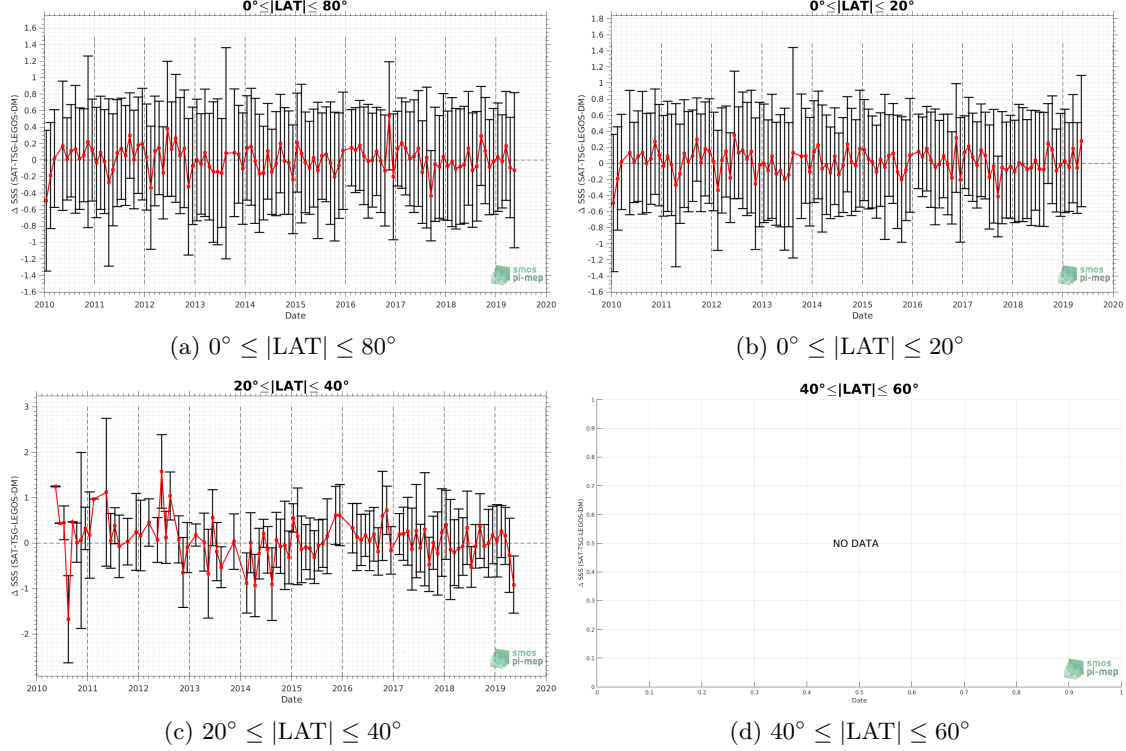 0°≤|LAT|≤ 80°
Δ SSS (SAT-TSG-LEGOS-DM)
1.6
1.4
1.2
1
0.8
0.6
0.4
0.2
0
-0.2
-0.4
-0.6
-0.8
-1
-1.2
-1.4
-1.6
2010 2011 2012 2013 2014 2015 2016 2017 2018 2019 2020
Date
smos
pi-mep
(a) 0° ≤ |LAT| ≤ 80°
0°≤|LAT|≤ 20°
Δ SSS (SAT-TSG-LEGOS-DM)
1.8
1.6
1.4
1.2
1
0.8
0.6
0.4
0.2
0
-0.2
-0.4
-0.6
-0.8
-1
-1.2
-1.4
-1.6
2010 2011 2012 2013 2014 2015 2016 2017 2018 2019 2020
Date
smos
pi-mep
(b) 0° ≤ |LAT| ≤ 20°
20°≤|LAT|≤ 40°
Δ SSS (SAT-TSG-LEGOS-DM)
3
2
1
0
-1
-2
2010 2011 2012 2013 2014 2015 2016 2017 2018 2019 2020
Date
smos
pi-mep
(c) 20° ≤ |LAT| ≤ 40°
40°≤|LAT|≤ 60°
Δ SSS (SAT-TSG-LEGOS-DM)
1
0.9
0.8
0.7
0.6
0.5
0.4
0.3
0.2
0.1
0
NO DATA
0 0.1 0.2 0.3 0.4 0.5 0.6 0.7 0.8 0.9 1
Date
smos
pi-mep
(d) 40° ≤ |LAT| ≤ 60°